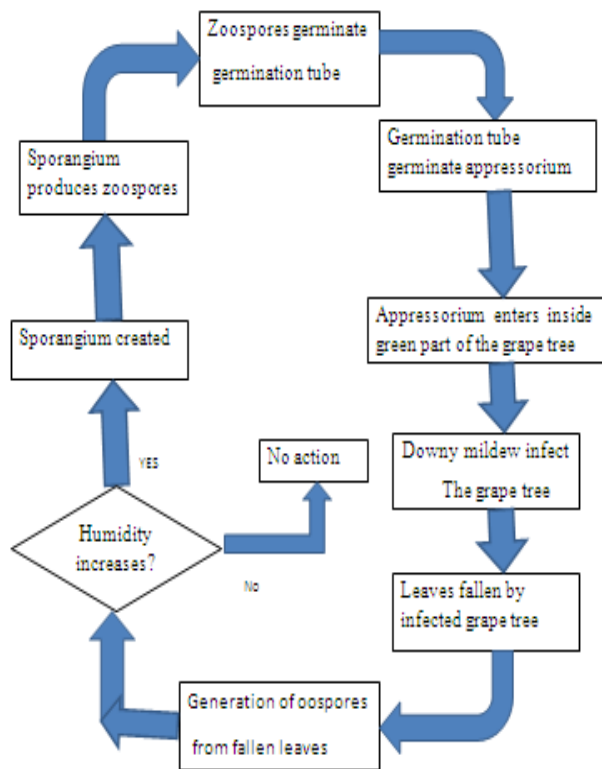 Zoospores germinate
germination tube
Germination tube
germinate appressorium
Appressorium enters inside
green part of the grape tree
Downy mildew infect
The grape tree
Leaves fallen by
infected grape tree
Generation of oospores
from fallen leaves
Humidity
increases?
No
No action
YES
Sporangium created
Sporangium
produces zoospores